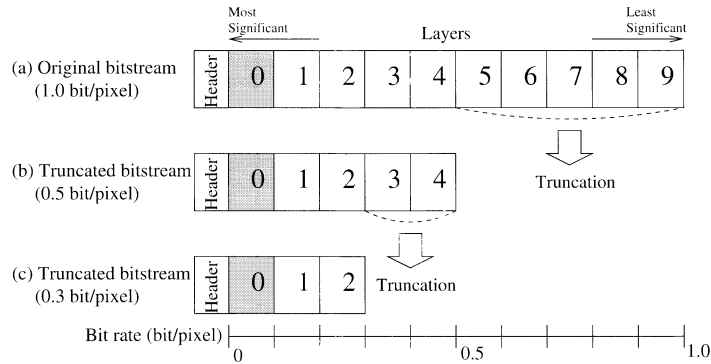 Most
Significant
Layers
Least
Significant
(a) Original bitstream
(1.0 bit/pixel)
Header 0 1 2 3 4 5 6 7 8 9
(b) Truncated bitstream
(0.5 bit/pixel)
Header 0 1 2 3 4
Truncation
(c) Truncated bitstream
(0.3 bit/pixel)
Header 0 1 2
Truncation
Bit rate (bit/pixel)
0 0.5 1.0